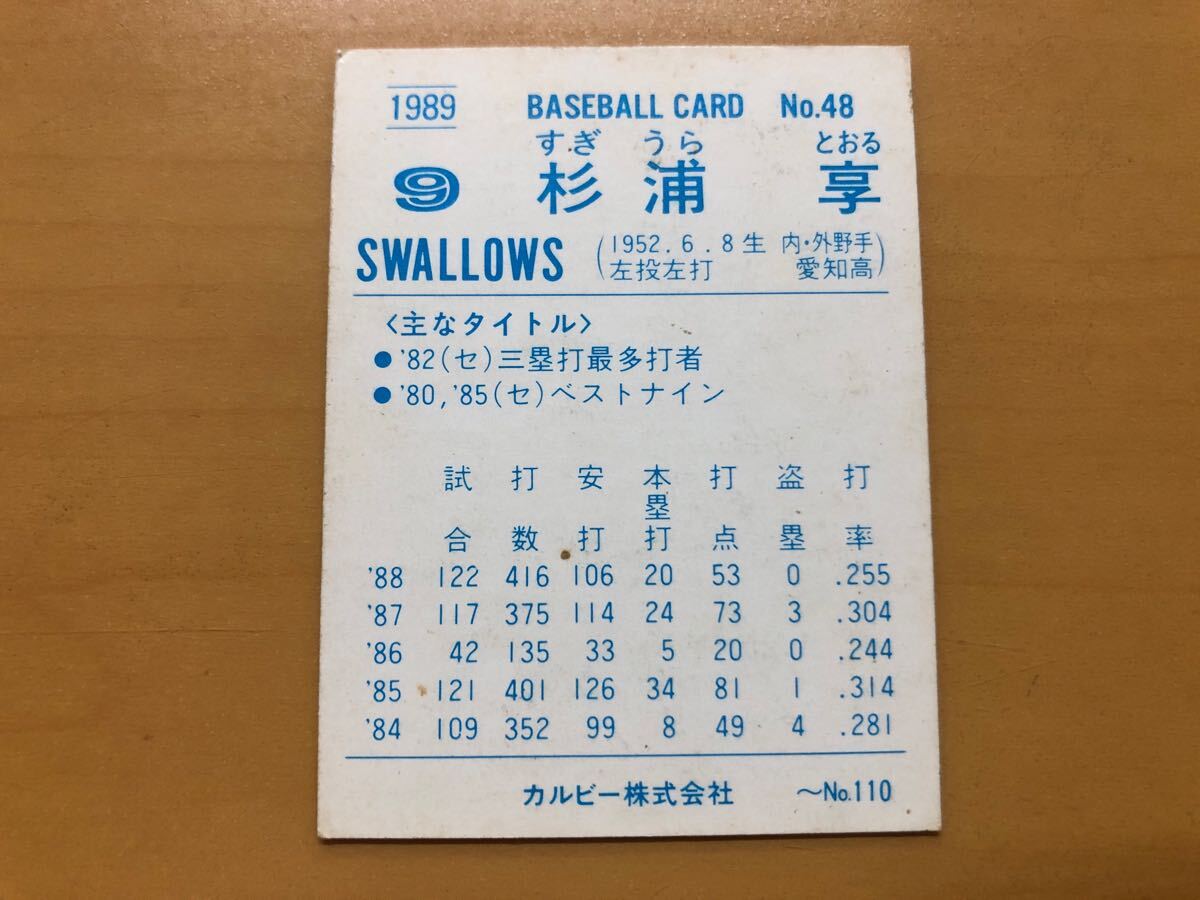 1989 BASEBALL CARD No.48
すぎ うら とおる
9 杉浦 享
SWALLOWS (1952.6.8生 内・外野手
左投左打 愛知高)
〈主なタイトル〉
●'82(セ)三塁打最多打者
●'80,'85(セ)ベストナイン
試合 打数 安打 本塁打 打点 盗塁 打率
'88 122 416 106 20 53 0 .255
'87 117 375 114 24 73 3 .304
'86 42 135 33 5 20 0 .244
'85 121 401 126 34 81 1 .314
'84 109 352 99 8 49 4 .281
カルビー株式会社 〜No.110